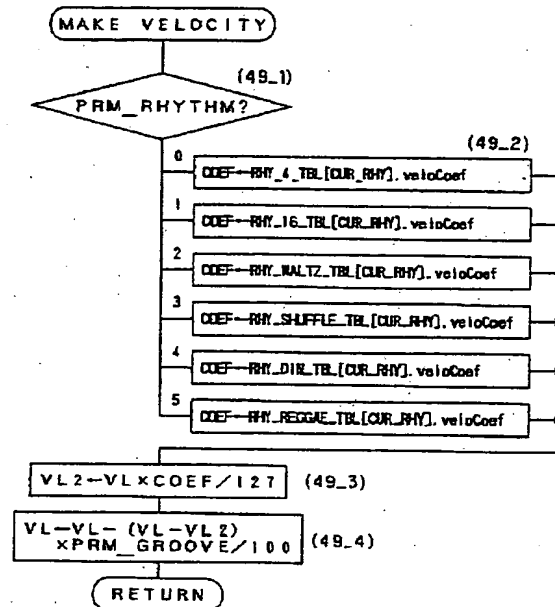 MAKE VELOCITY
(49_1)
PRM_RHYTHM?
(49_2)
0
COEF←RHY_4_TBL[CUR_RHY].veloCoef
1
COEF←RHY_16_TBL[CUR_RHY].veloCoef
2
COEF←RHY_WALTZ_TBL[CUR_RHY].veloCoef
3
COEF←RHY_SHUFFLE_TBL[CUR_RHY].veloCoef
4
[CUR_RHY].veloCoef
5
COEF←RHY_REGGAE_TBL[CUR_RHY].veloCoef
VL2←VL×COEF/127
(49_3)
VL←VL-(VL-VL2)
×PRM_GROOVE/100
(49_4)
RETURN